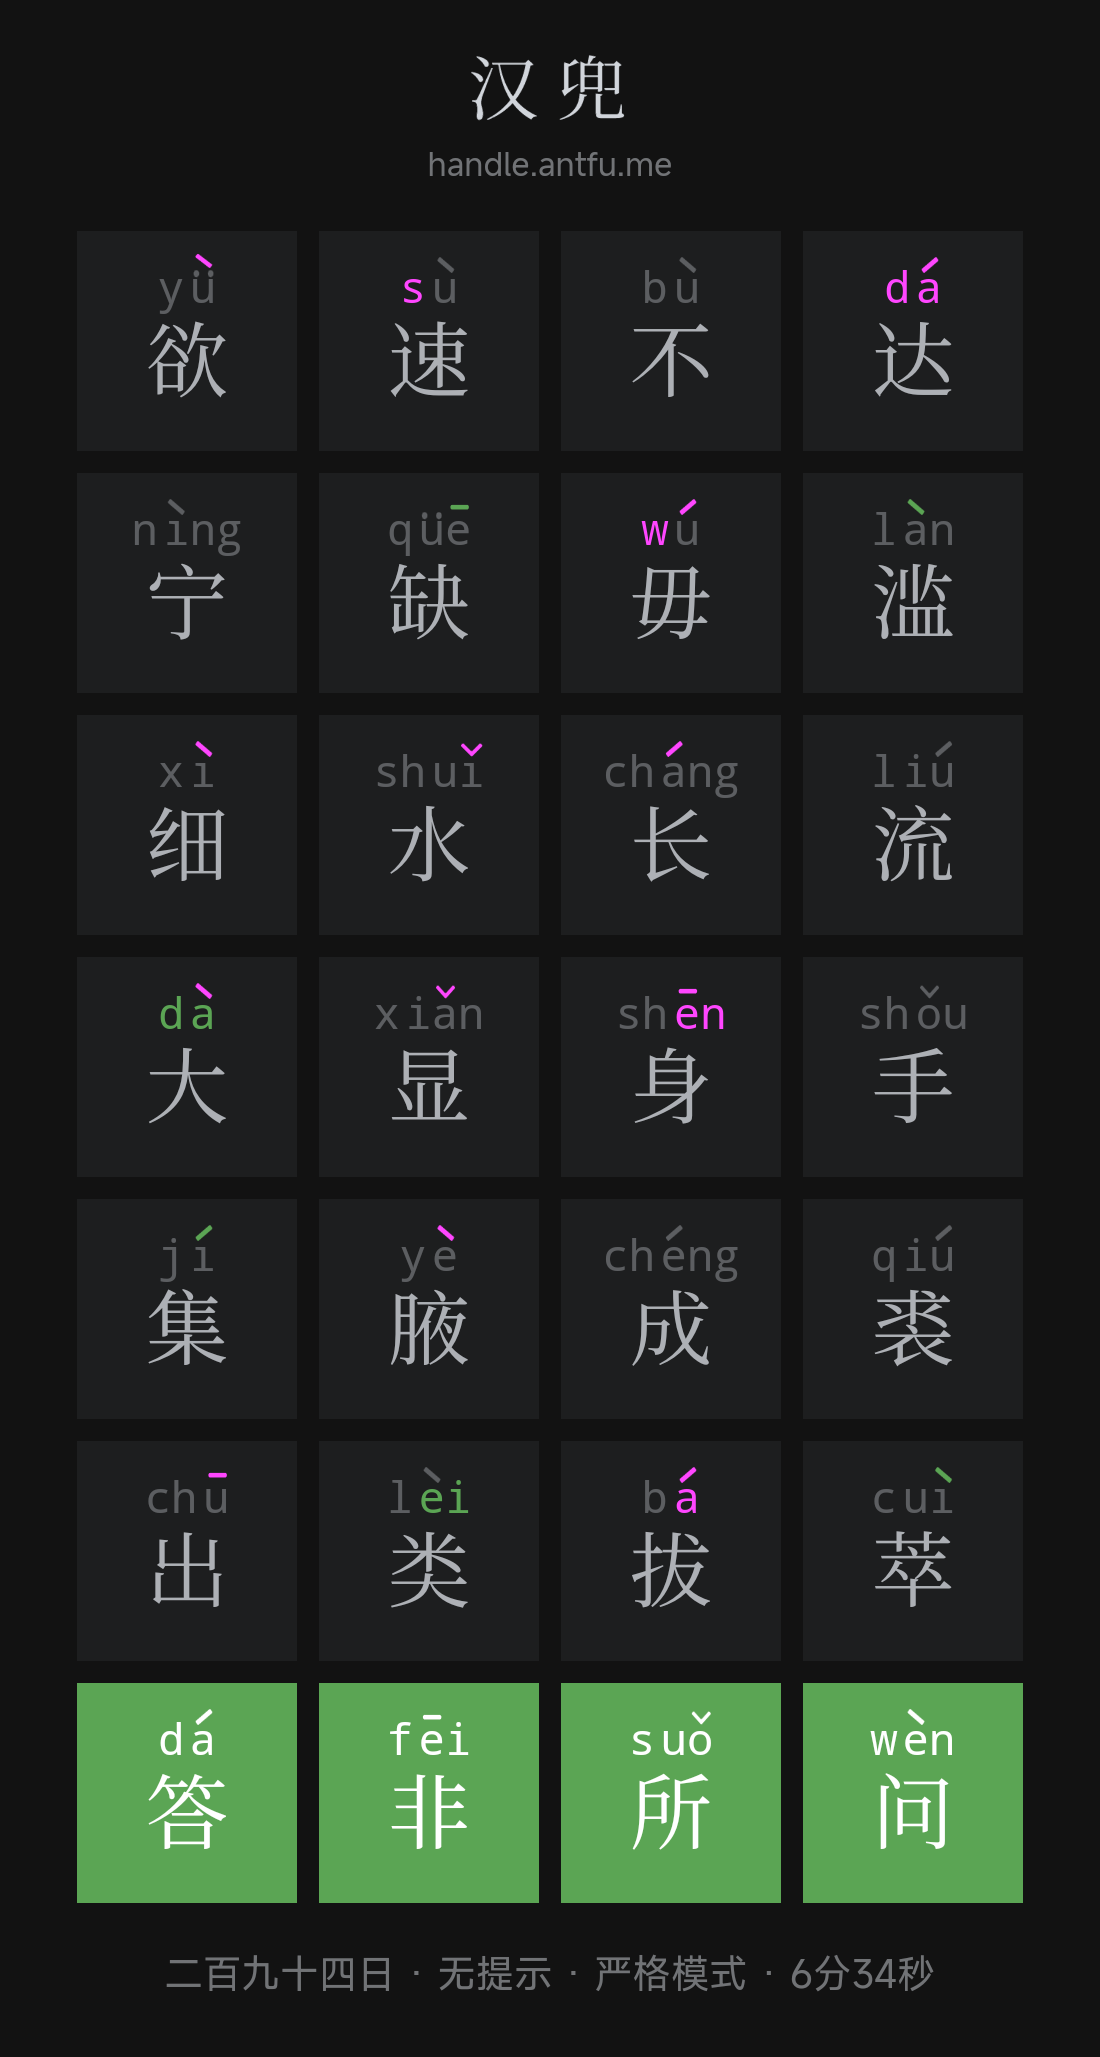 汉兜
handle.antfu.me
yǜ sù bù dá
欲 速 不 达
nìng qüē wú làn
宁 缺 毋 滥
xì shuǐ cháng liú
细 水 长 流
dà xiǎn shēn shǒu
大 显 身 手
jí yè chéng qiú
集 腋 成 裘
chū lèi bá cuì
出 类 拔 萃
dá fēi suǒ wèn
答 非 所 问
二百九十四日 · 无提示 · 严格模式 · 6分34秒